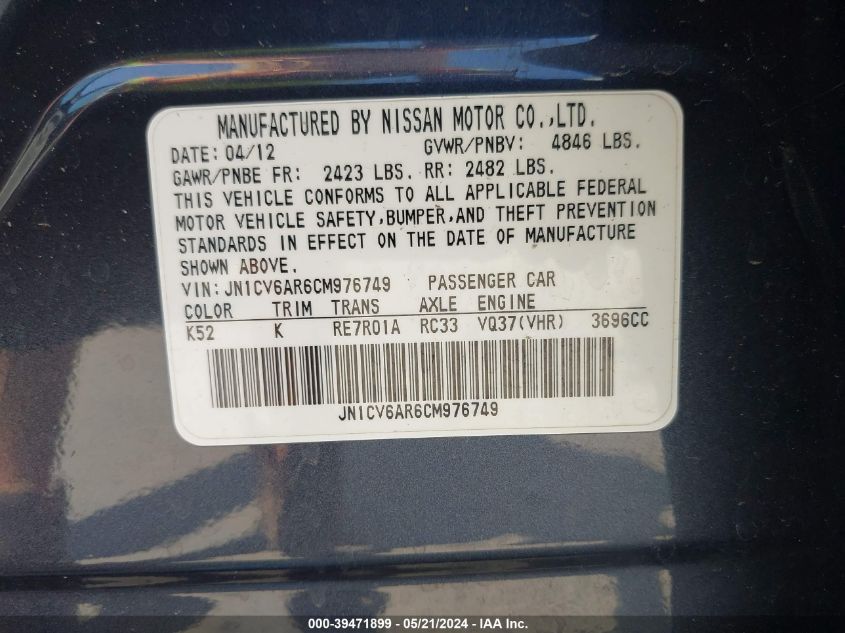 MANUFACTURED BY NISSAN MOTOR CO.,LTD.
DATE: 04/12 GVWR/PNBV: 4846 LBS.
GAWR/PNBE FR: 2423 LBS. RR: 2482 LBS.
THIS VEHICLE CONFORMS TO ALL APPLICABLE FEDERAL
MOTOR VEHICLE SAFETY,BUMPER,AND THEFT PREVENTION
STANDARDS IN EFFECT ON THE DATE OF MANUFACTURE
SHOWN ABOVE.
VIN: JN1CV6AR6CM976749 PASSENGER CAR
COLOR TRIM TRANS AXLE ENGINE
K52 K RE7R01A RC33 VQ37(VHR) 3696CC
JN1CV6AR6CM976749
000-39471899 - 05/21/2024 - IAA Inc.